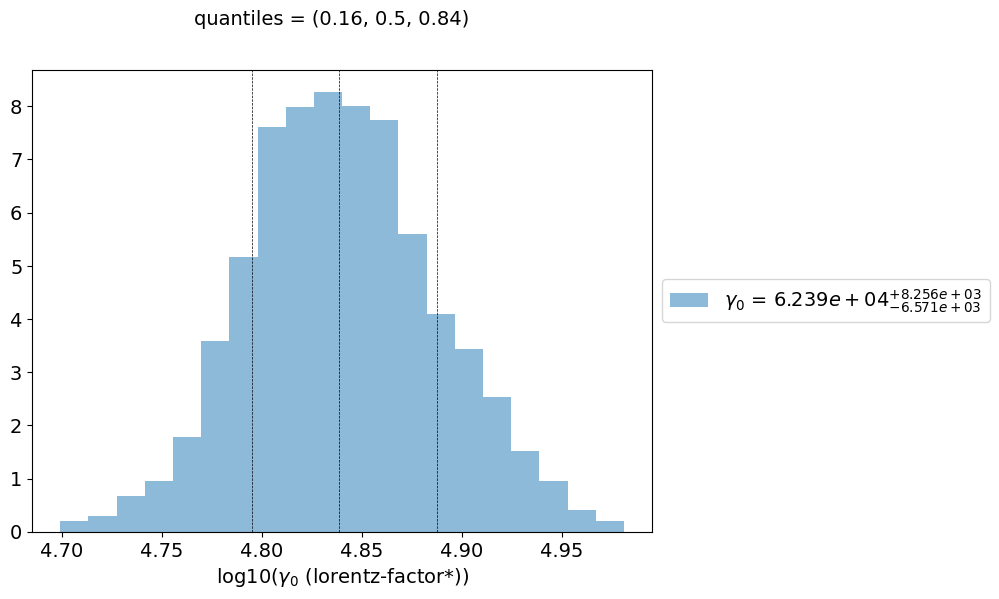 quantiles = (0.16, 0.5, 0.84)
8
7
6
5
4
3
2
1
0
4.70 4.75 4.80 4.85 4.90 4.95
log10(γ₀ (lorentz-factor*))
γ₀ = 6.239e + 04 +8.256e + 03 −6.571e + 03